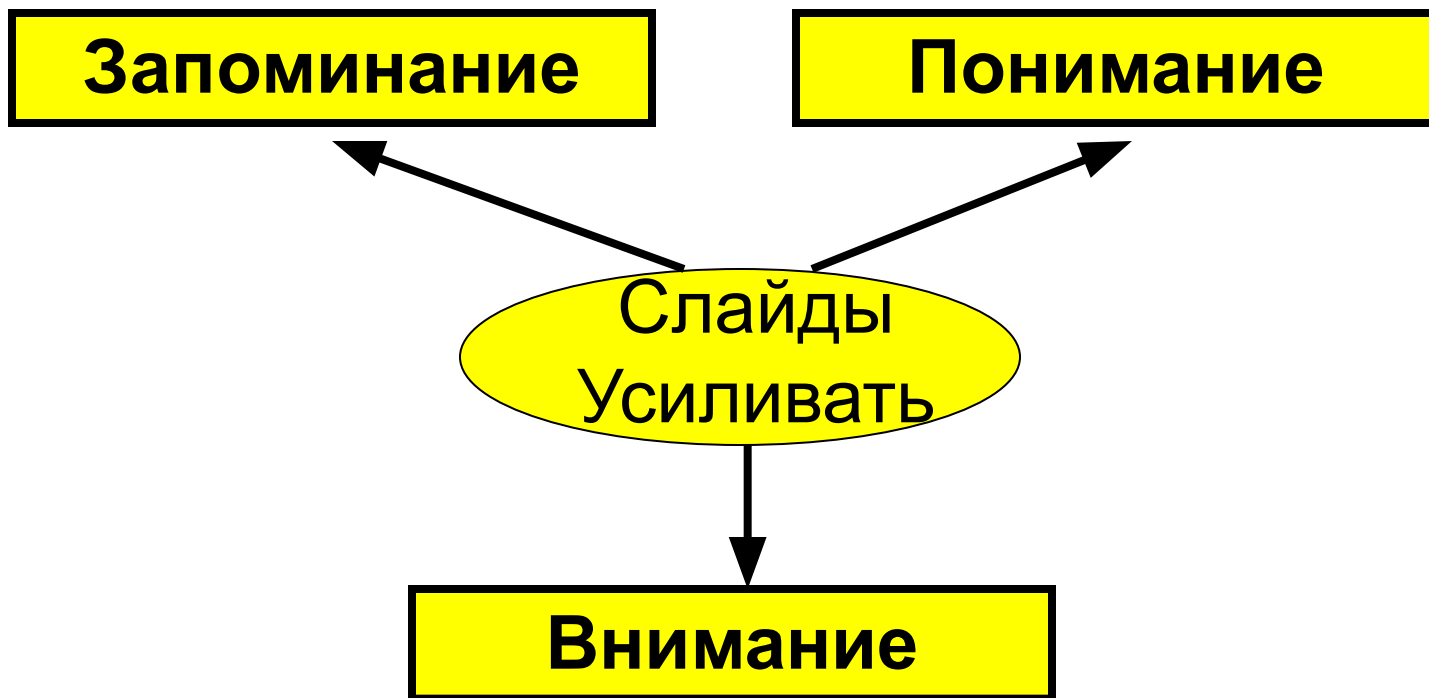 Запоминание
Понимание
Слайды
Усиливать
Внимание